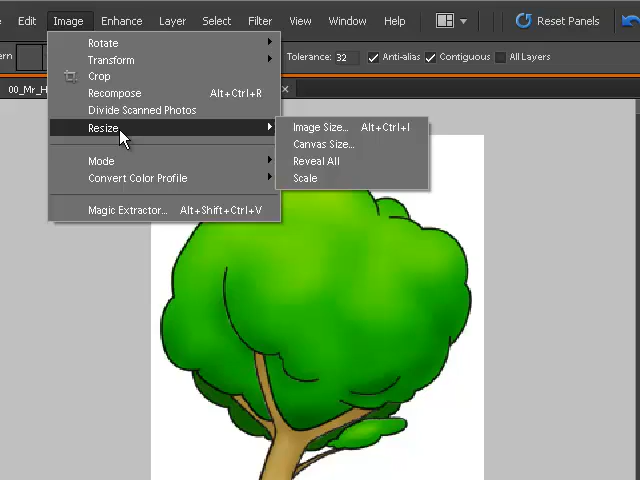 Edit Image Enhance Layer Select Filter View Window Help Reset Panels
Tolerance: 32 Anti-alias Contiguous All Layers
00_Mr_H
Rotate
Transform
Crop
Recompose Alt+Ctrl+R
Divide Scanned Photos
Resize
Image Size... Alt+Ctrl+I
Canvas Size...
Reveal All
Scale
Mode
Convert Color Profile
Magic Extractor... Alt+Shift+Ctrl+V